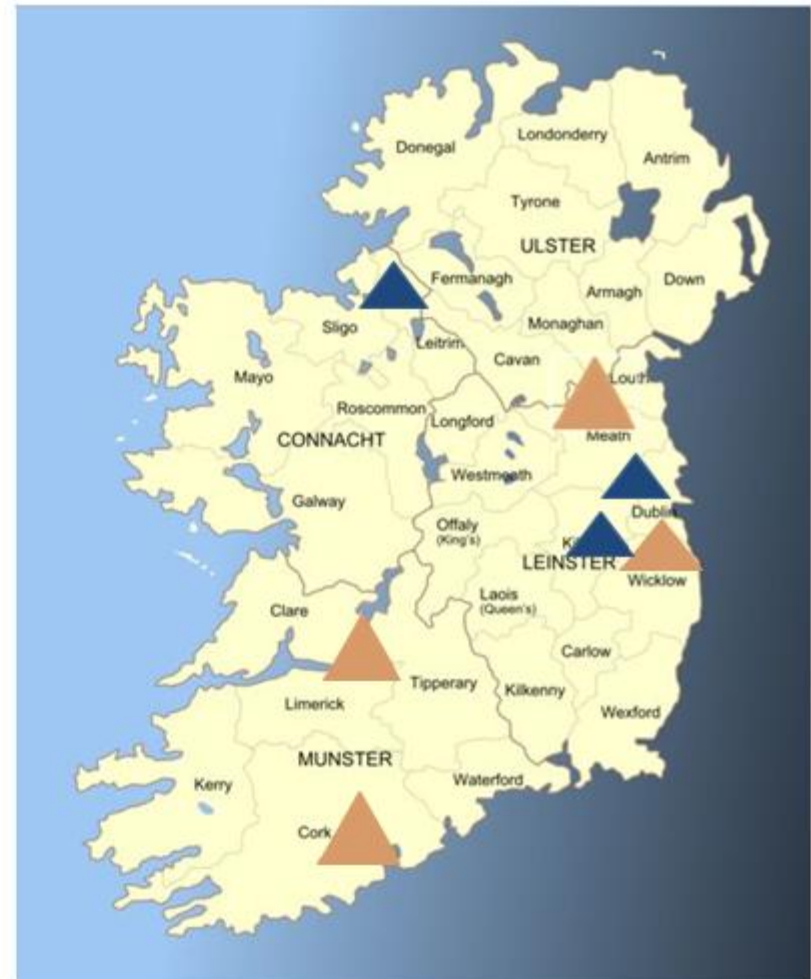 Donegal
Londonderry
Antrim
Tyrone
ULSTER
Fermanagh
Armagh
Down
Monaghan
Sligo
Leitrim
Cavan
Louth
Mayo
Roscommon
Longford
Meath
CONNACHT
Westmeath
Galway
Dublin
Offaly
(King's)
LEINSTER
Wicklow
Laois
(Queen's)
Clare
Carlow
Tipperary
Kilkenny
Limerick
Wexford
MUNSTER
Waterford
Kerry
Cork